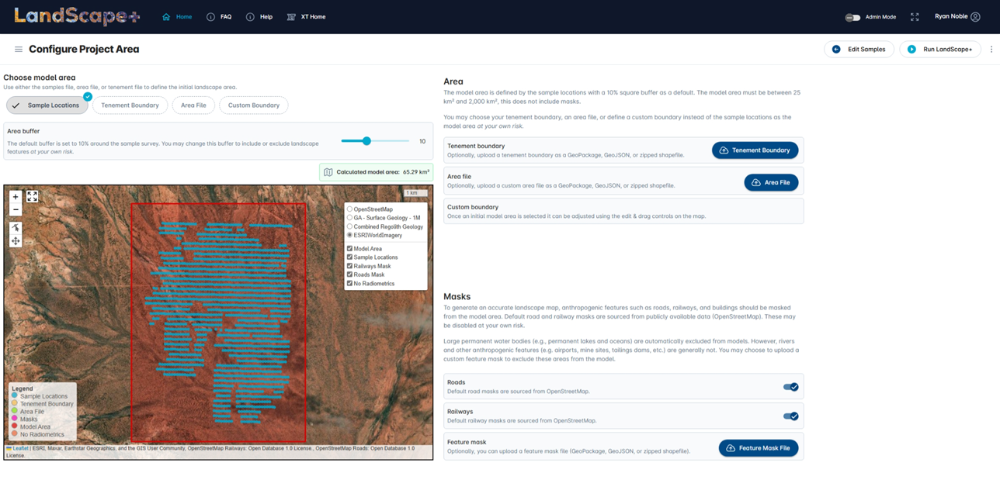 LandScape+
Home
FAQ
Help
XT Home
Admin Mode
Ryan Noble
Configure Project Area
Edit Samples
Run LandScape+
Choose model area
Use either the samples file, area file, or tenement file to define the initial landscape area.
Sample Locations
Tenement Boundary
Area File
Custom Boundary
Area buffer
The default buffer is set to 10% around the sample survey. You may change this buffer to include or exclude landscape
features at your own risk.
10
Calculated model area: 65.29 km²
+
−
1 km
OpenStreetMap
GA - Surface Geology - 1M
Combined Regolith Geology
ESRIWorldImagery
Model Area
Sample Locations
Railways Mask
Roads Mask
No Radiometrics
Legend
Sample Locations
Tenement Boundary
Area File
Masks
Model Area
No Radiometrics
Leaflet | ESRI, Maxar, Earthstar Geographics, and the GIS User Community, OpenStreetMap Railways: Open Database 1.0 License., OpenStreetMap Roads: Open Database 1.0
License.
Area
The model area is defined by the sample locations with a 10% square buffer as a default. The model area must be between 25
km² and 2,000 km², this does not include masks.
You may choose your tenement boundary, an area file, or define a custom boundary instead of the sample locations as the
model area at your own risk.
Tenement boundary
Optionally, upload a tenement boundary as a GeoPackage, GeoJSON, or zipped shapefile.
Tenement Boundary
Area file
Optionally, upload a custom area file as a GeoPackage, GeoJSON, or zipped shapefile.
Area File
Custom boundary
Once an initial model area is selected it can be adjusted using the edit & drag controls on the map.
Masks
To generate an accurate landscape map, anthropogenic features such as roads, railways, and buildings should be masked
from the model area. Default road and railway masks are sourced from publicly available data (OpenStreetMap). These may
be disabled at your own risk.
Large permanent water bodies (e.g., permanent lakes and oceans) are automatically excluded from models. However, rivers
and other anthropogenic features (e.g. airports, mine sites, tailings dams, etc.) are generally not. You may choose to upload a
custom feature mask to exclude these areas from the model.
Roads
Default road masks are sourced from OpenStreetMap.
Railways
Default railway masks are sourced from OpenStreetMap.
Feature mask
Optionally, you can upload a feature mask file (GeoPackage, GeoJSON, or zipped shapefile).
Feature Mask File